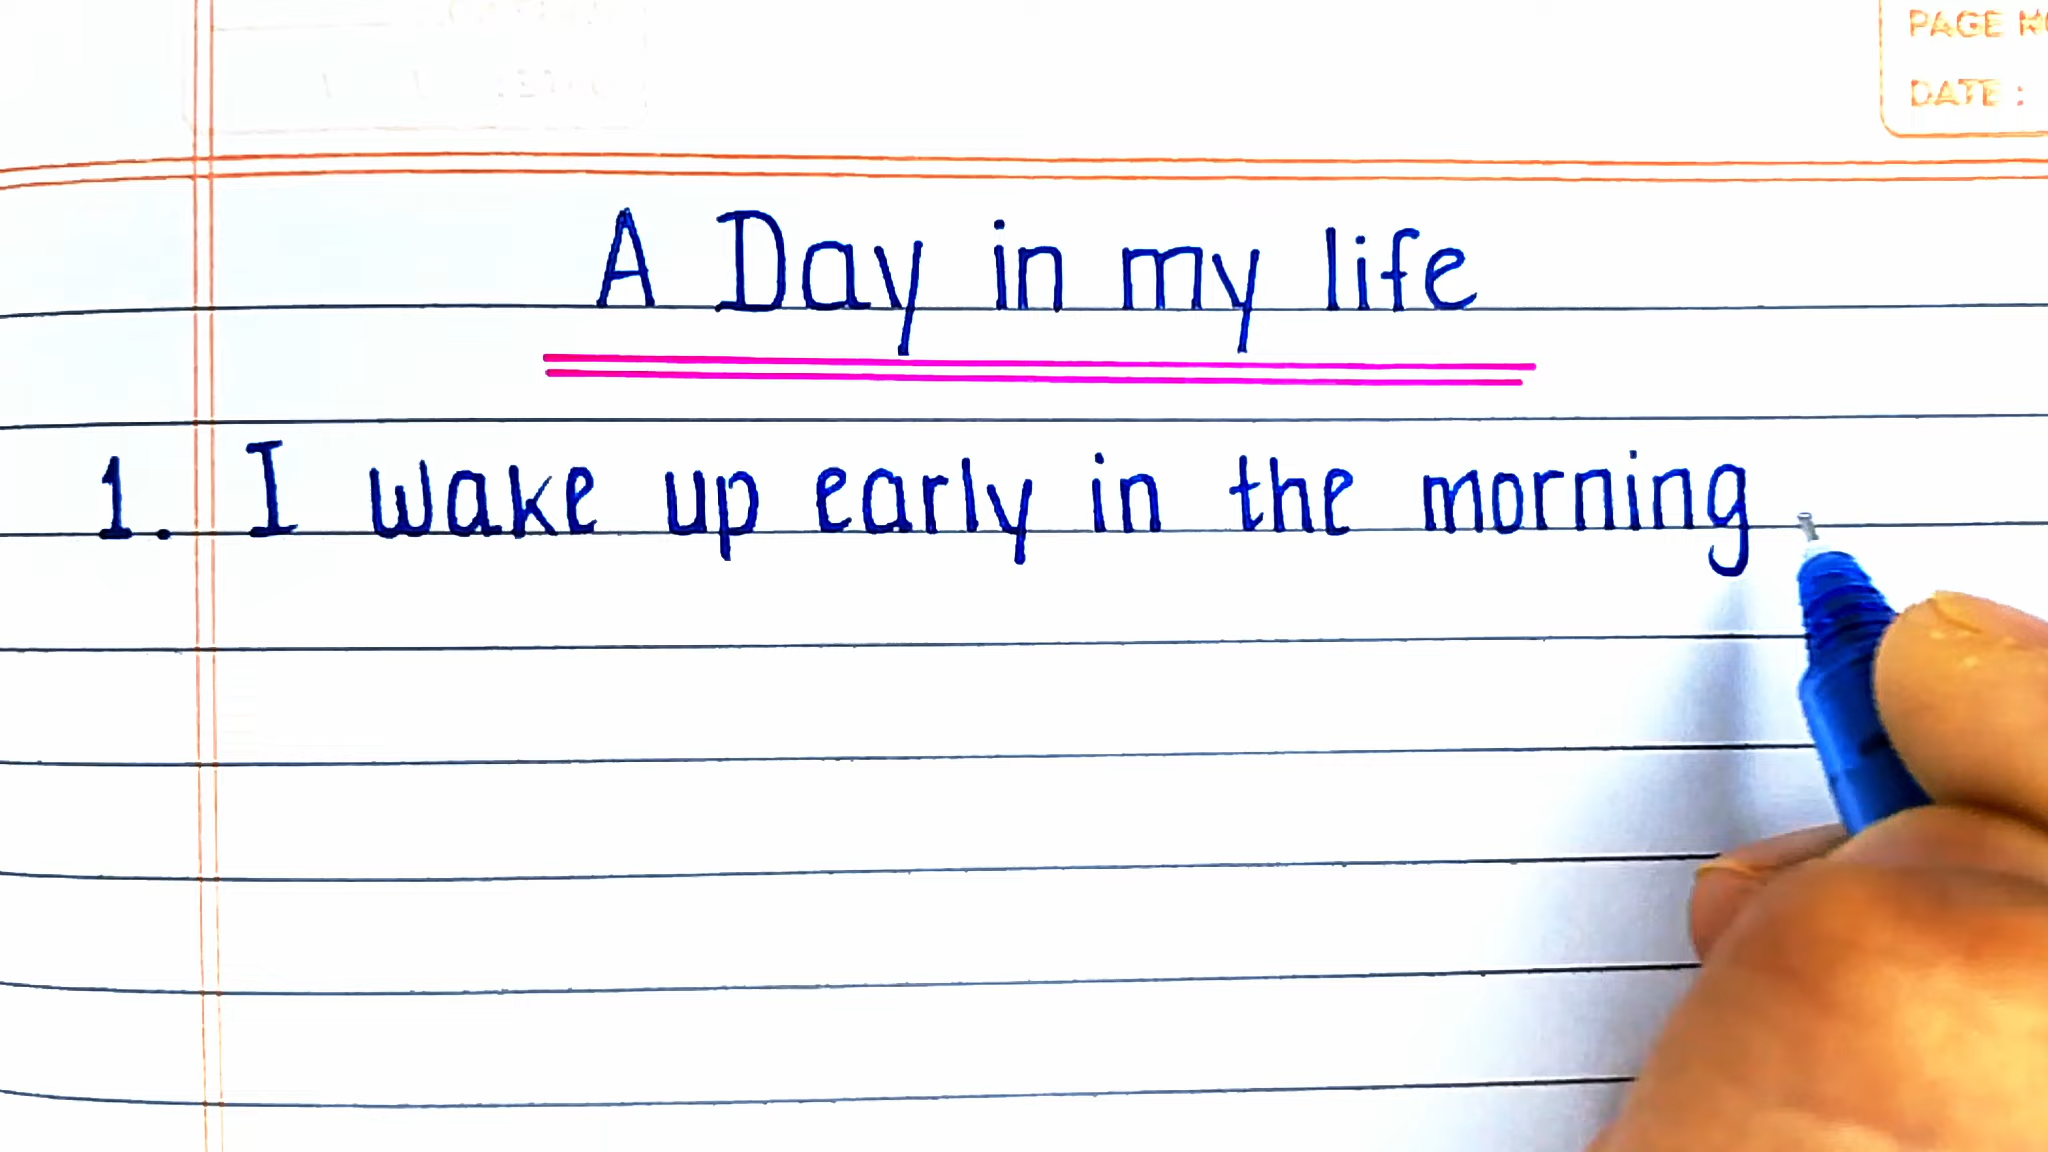 PAGE
DATE :
A Day in my life
1. I wake up early in the morning